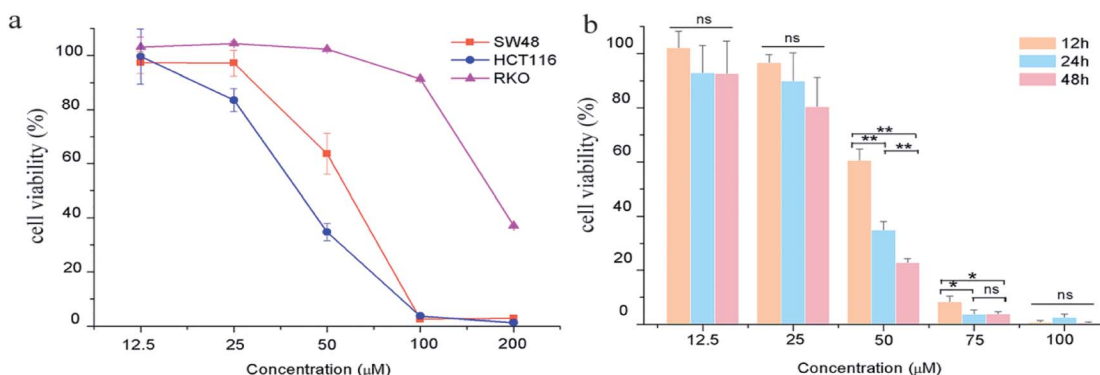 a
SW48
HCT116
RKO
100
80
60
40
20
0
cell viability (%)
12.5 25 50 100 200
Concentration (μM)
b
12h
24h
48h
ns
ns
**
** **
*
* ns
ns
100
80
60
40
20
0
cell viability (%)
12.5 25 50 75 100
Concentration (μM)